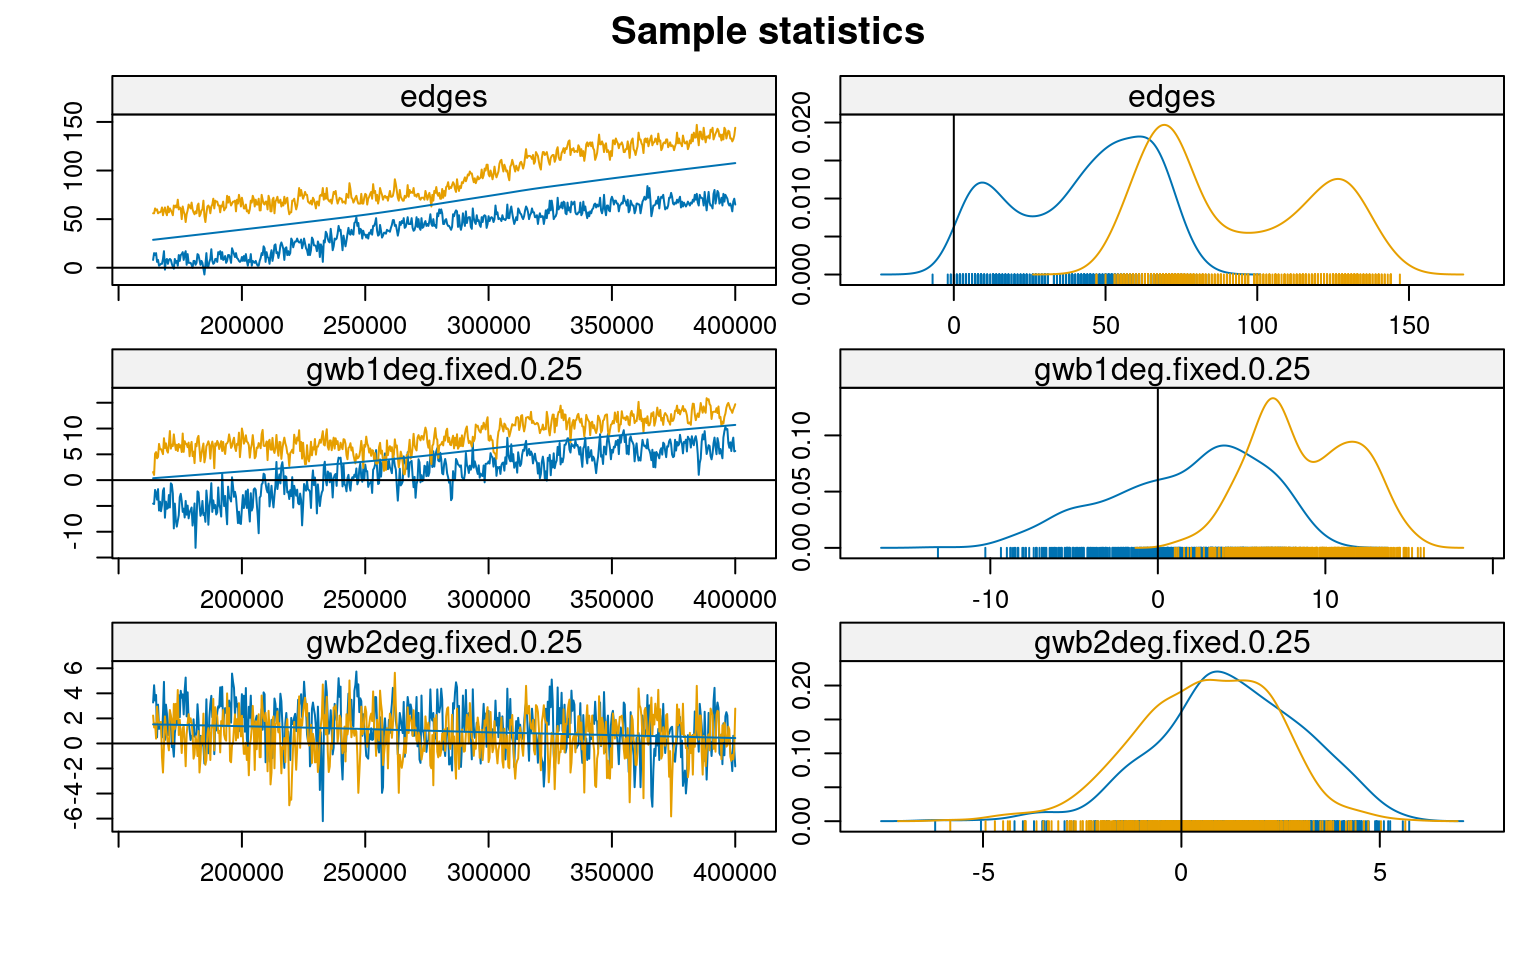 Sample statistics
edges
0 50 100 150
200000 250000 300000 350000 400000
edges
0.000 0.010 0.020
0 50 100 150
gwb1deg.fixed.0.25
-10 0 5 10
200000 250000 300000 350000 400000
gwb1deg.fixed.0.25
0.00 0.05 0.10
-10 0 10
gwb2deg.fixed.0.25
-6 -4 -2 0 2 4 6
200000 250000 300000 350000 400000
gwb2deg.fixed.0.25
0.00 0.10 0.20
-5 0 5